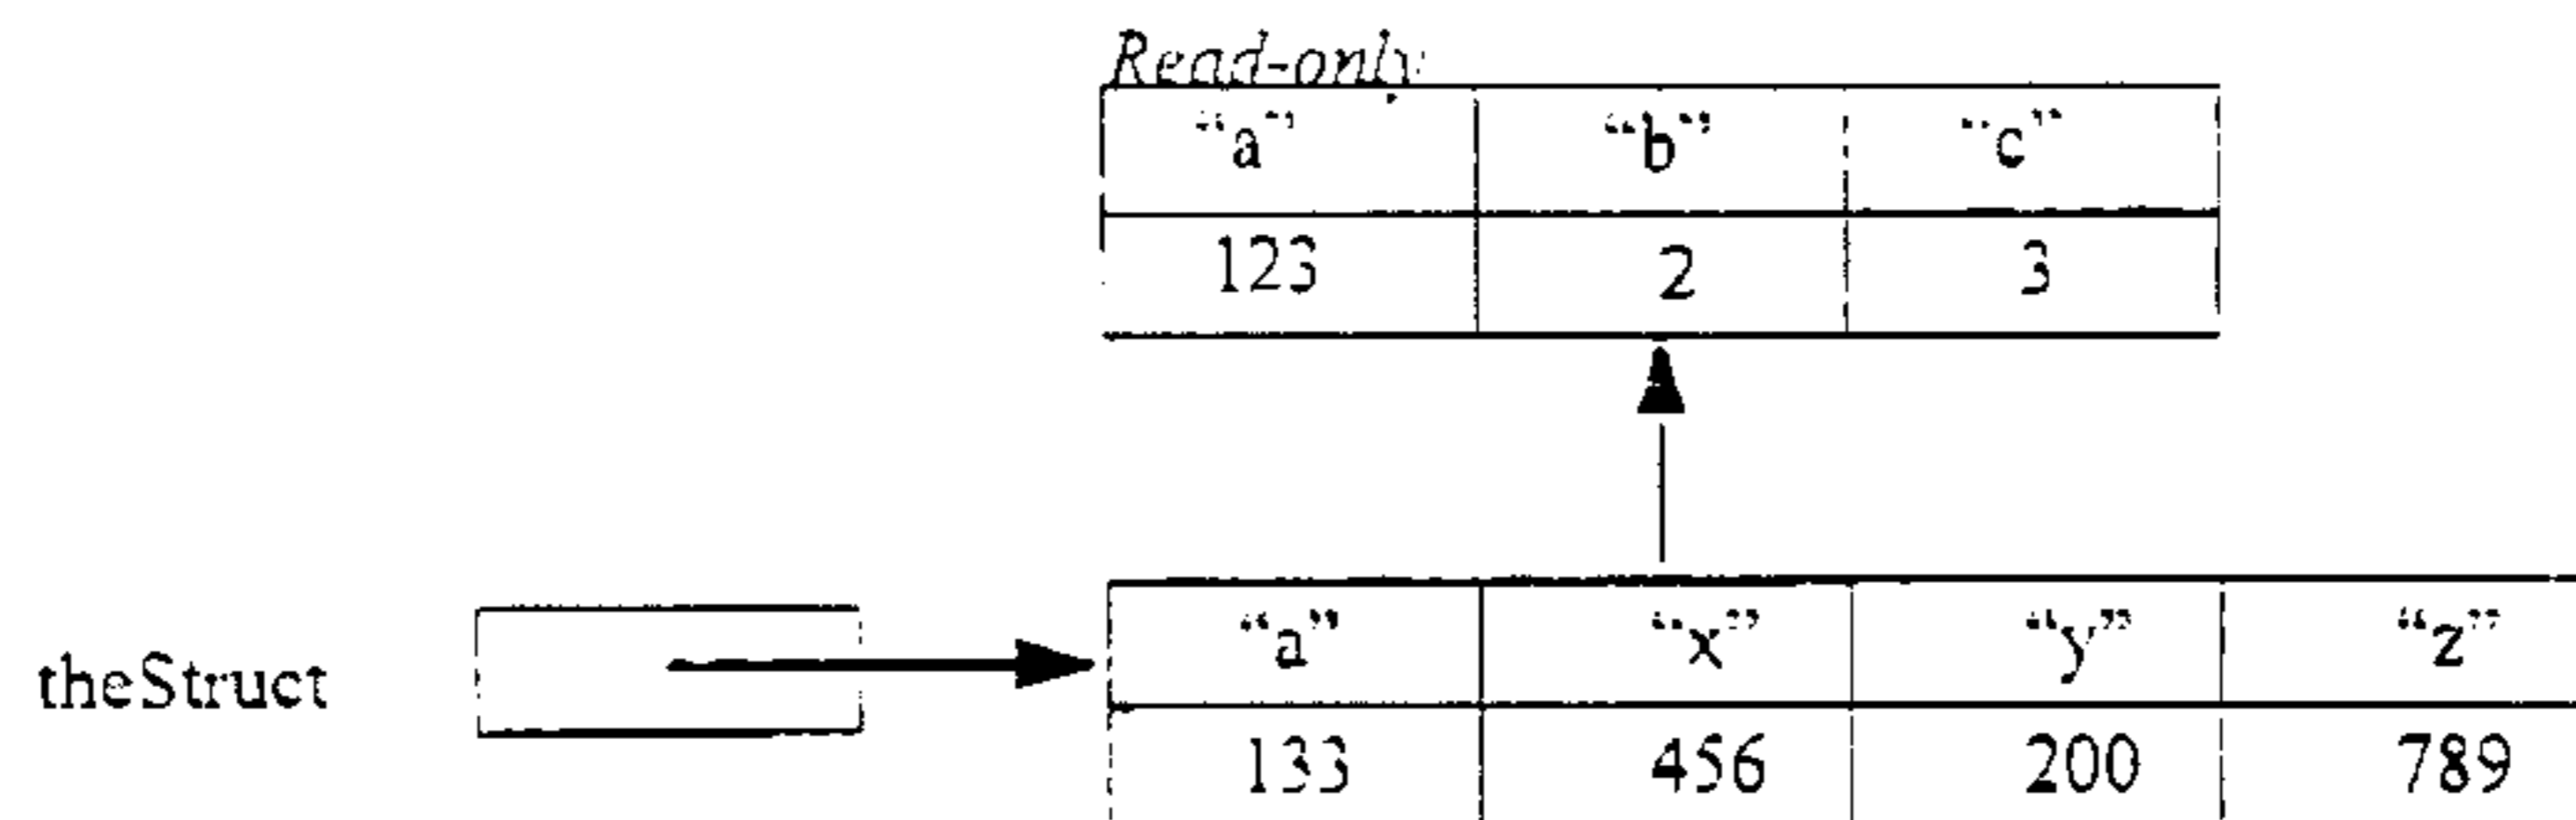 Read-only
“a” “b” “c”
123 2 3
theStruct “a” “x” “y” “z”
133 456 200 789